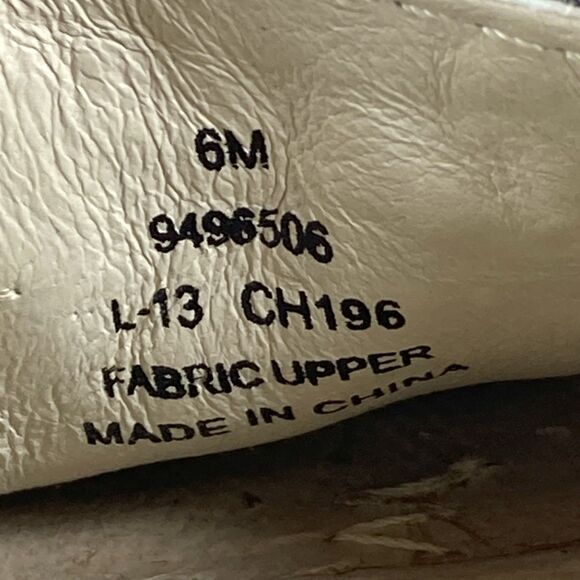 6M
9496506
L-13 CH196
FABRIC UPPER
MADE IN CHINA